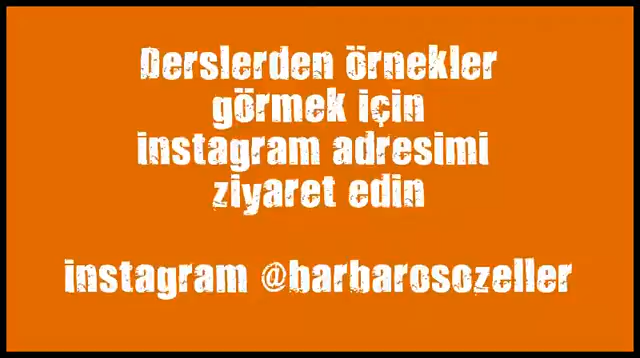 Derslerden örnekler
görmek için
instagram adresimi
ziyaret edin
instagram @barbarosozeller